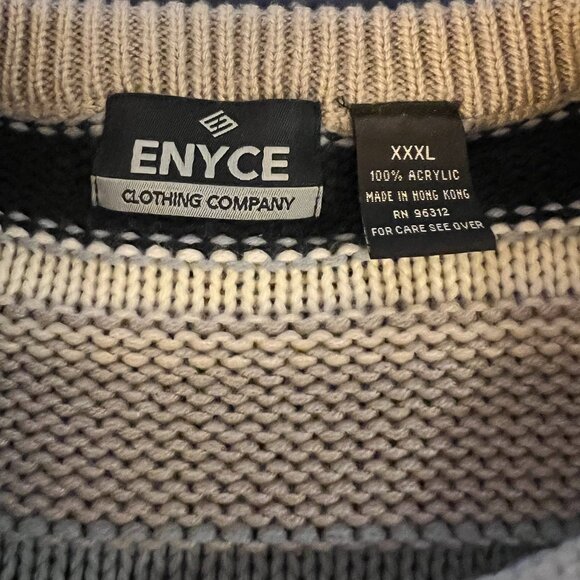 ENYCE
CLOTHING COMPANY
XXXL
100% ACRYLIC
MADE IN HONG KONG
RN 96312
FOR CARE SEE OVER